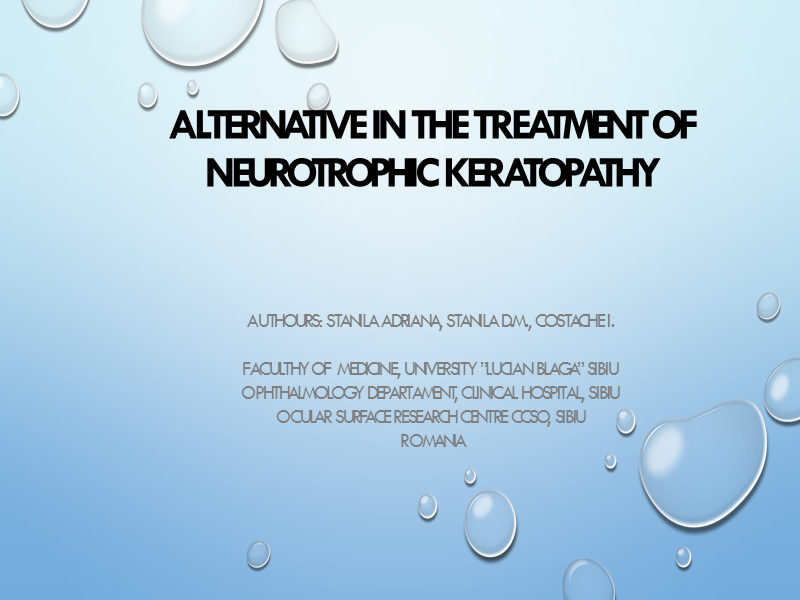 ALTERNATIVE IN THE TREATMENT OF
NEUROTROPHIC KERATOPATHY
AUTHOURS: STANILA ADRIANA, STANILA D.M., COSTACHE I.
FACULTHY OF MEDICINE, UNIVERSITY ”LUCIAN BLAGA” SIBIU
OPHTHALMOLOGY DEPARTAMENT, CLINICAL HOSPITAL, SIBIU
OCULAR SURFACE RESEARCH CENTRE CCSO, SIBIU
ROMANIA